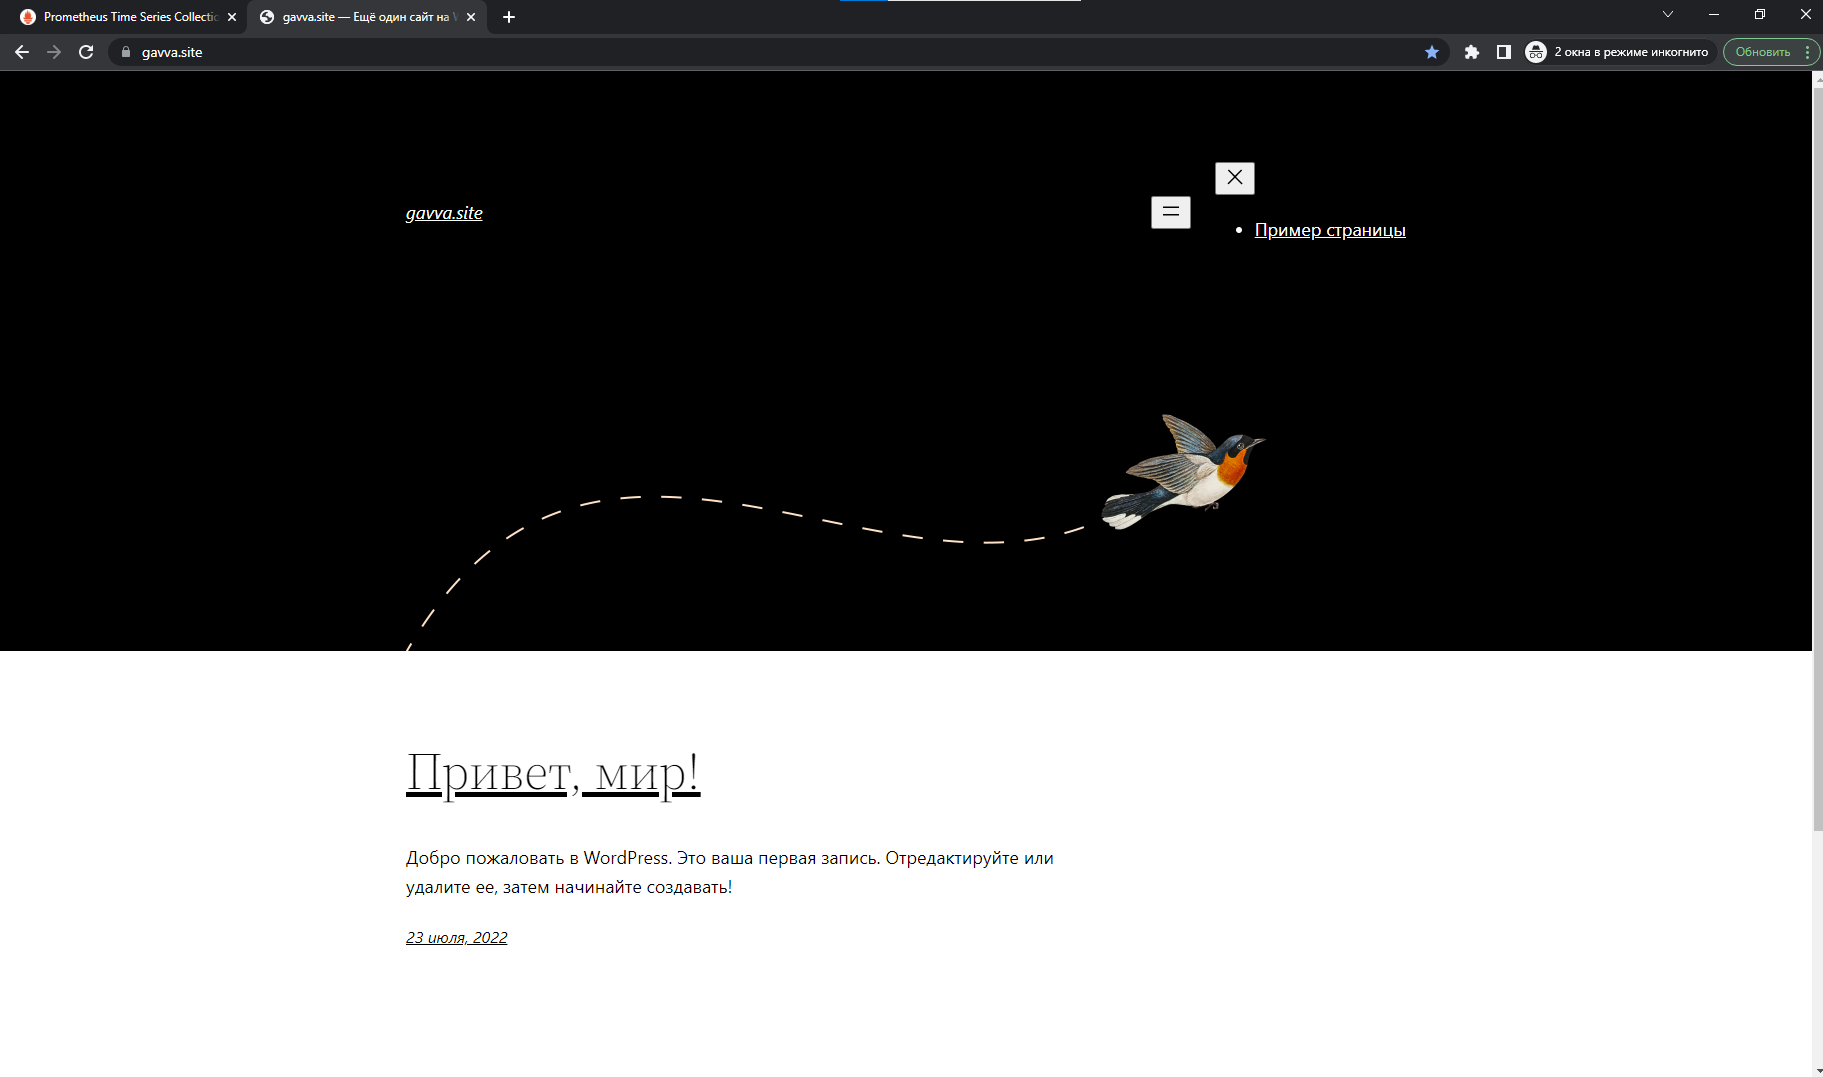 Prometheus Time Series Collectic
gavva.site — Ещё один сайт на W
gavva.site
2 окна в режиме инкогнито
Обновить
gavva.site
Пример страницы
Привет, мир!
Добро пожаловать в WordPress. Это ваша первая запись. Отредактируйте или
удалите ее, затем начинайте создавать!
23 июля, 2022